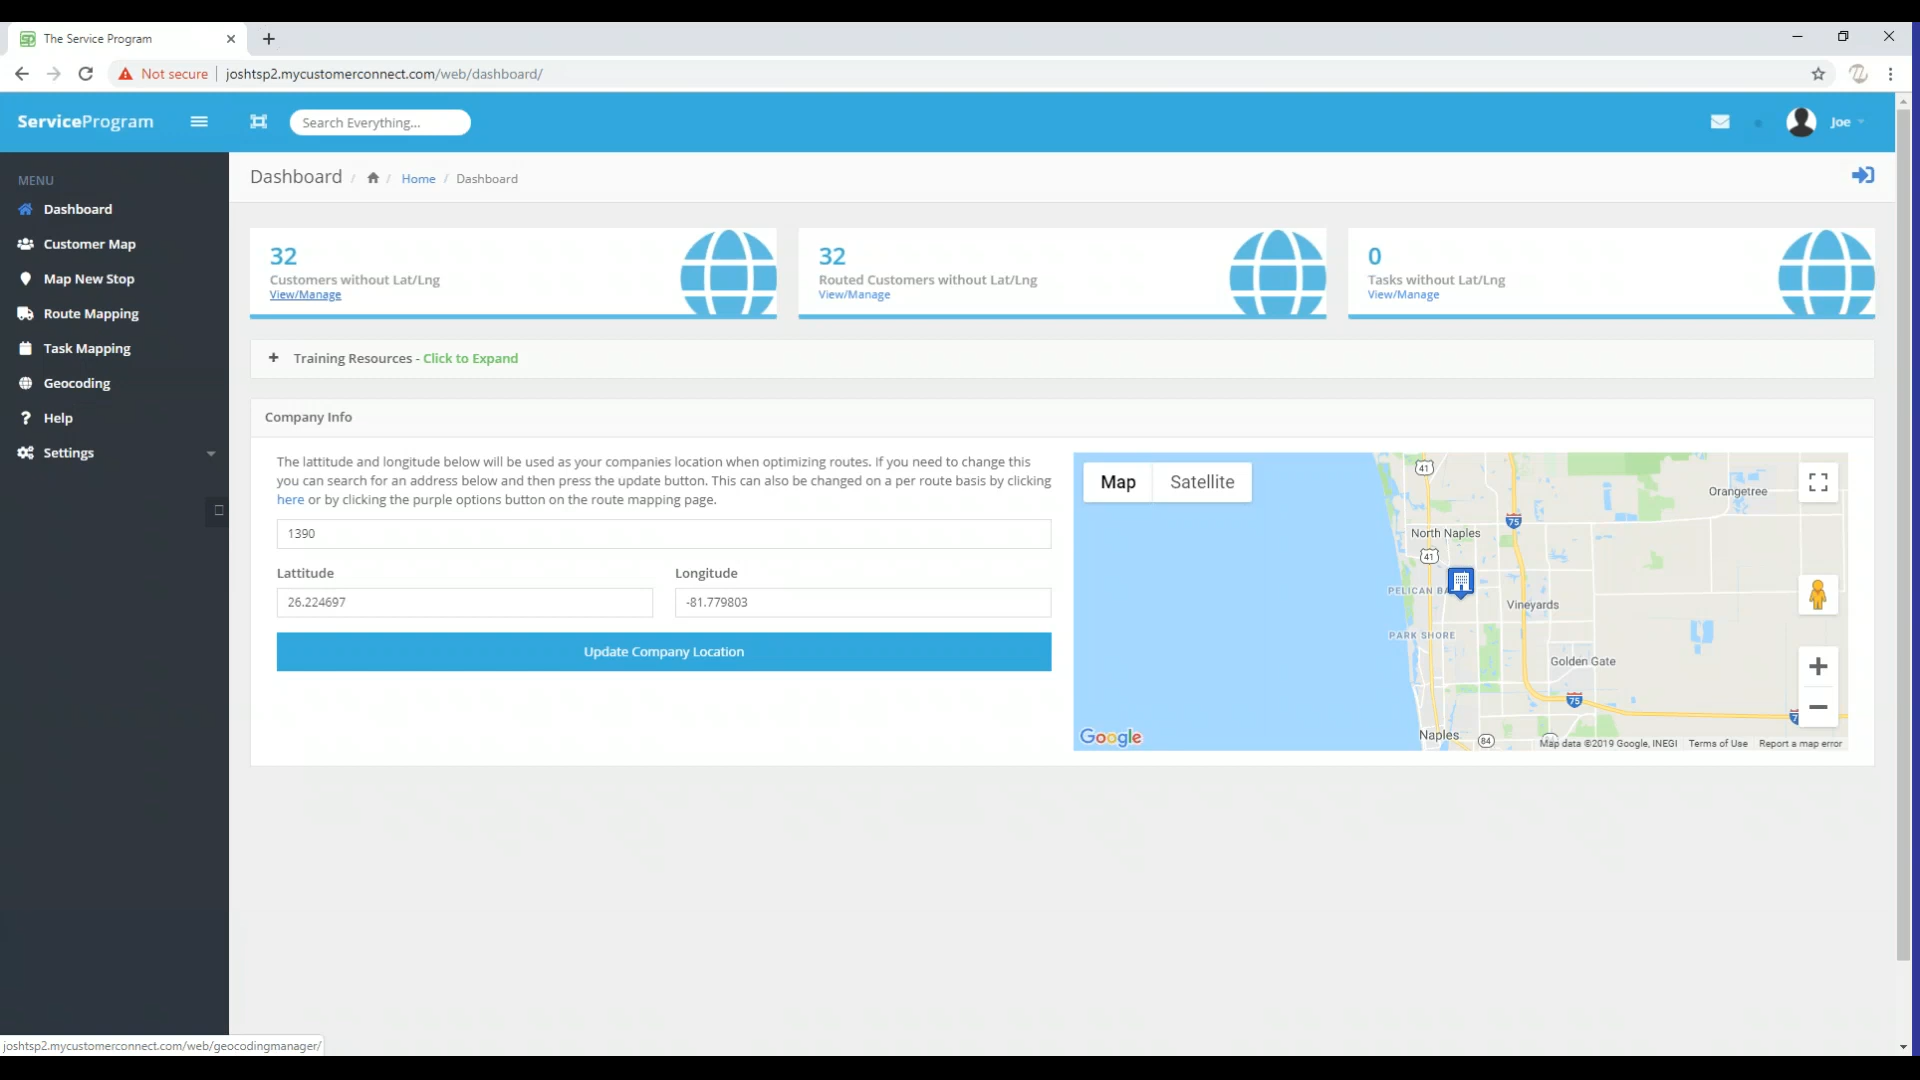 The Service Program
Not secure
joshtsp2.mycustomerconnect.com/web/dashboard/
ServiceProgram
Search Everything...
Joe
MENU
Dashboard
Customer Map
Map New Stop
Route Mapping
Task Mapping
Geocoding
Help
Settings
Dashboard / / Home / Dashboard
32
Customers without Lat/Lng
View/Manage
32
Routed Customers without Lat/Lng
View/Manage
0
Tasks without Lat/Lng
View/Manage
+ Training Resources - Click to Expand
Company Info
The lattitude and longitude below will be used as your companies location when optimizing routes. If you need to change this
you can search for an address below and then press the update button. This can also be changed on a per route basis by clicking
here or by clicking the purple options button on the route mapping page.
1390
Lattitude
Longitude
26.224697
-81.779803
Update Company Location
Map
Satellite
41
Orangetree
75
North Naples
41
PELICAN BA
Vineyards
PARK SHORE
Golden Gate
75
7
Naples
84
Google
Map data ©2019 Google, INEGI
Terms of Use
Report a map error
joshtsp2.mycustomerconnect.com/web/geocodingmanager/